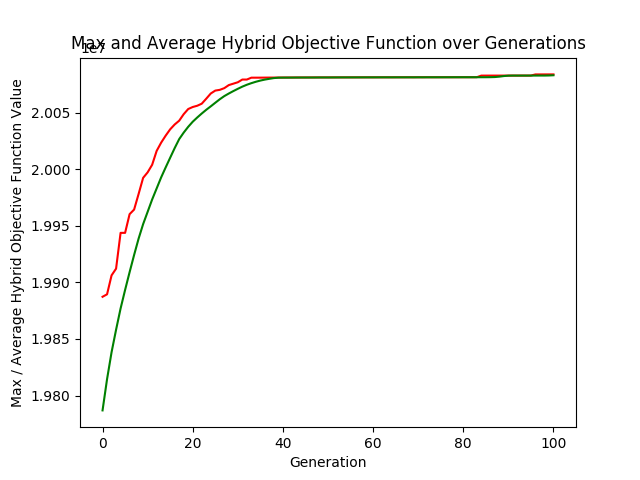 Max and Average Hybrid Objective Function over Generations
1e7
Max / Average Hybrid Objective Function Value
2.005
2.000
1.995
1.990
1.985
1.980
0 20 40 60 80 100
Generation